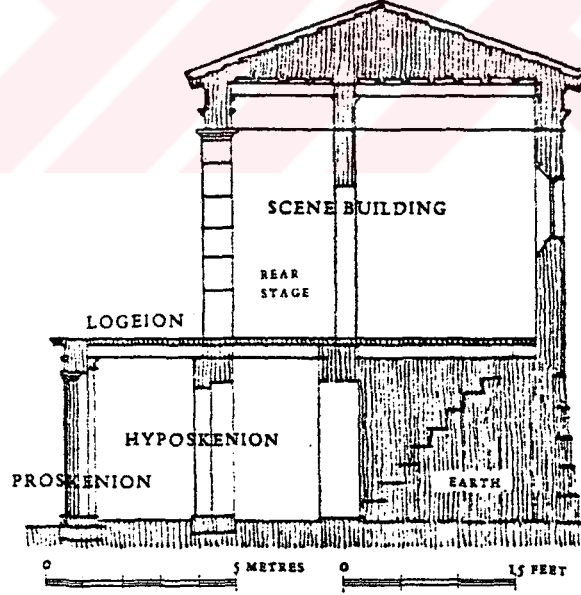 SCENE BUILDING
REAR
STAGE
LOGEION
HYPOSKENION
PROSKENION
EARTH
0 5 METRES 0 15 FEET